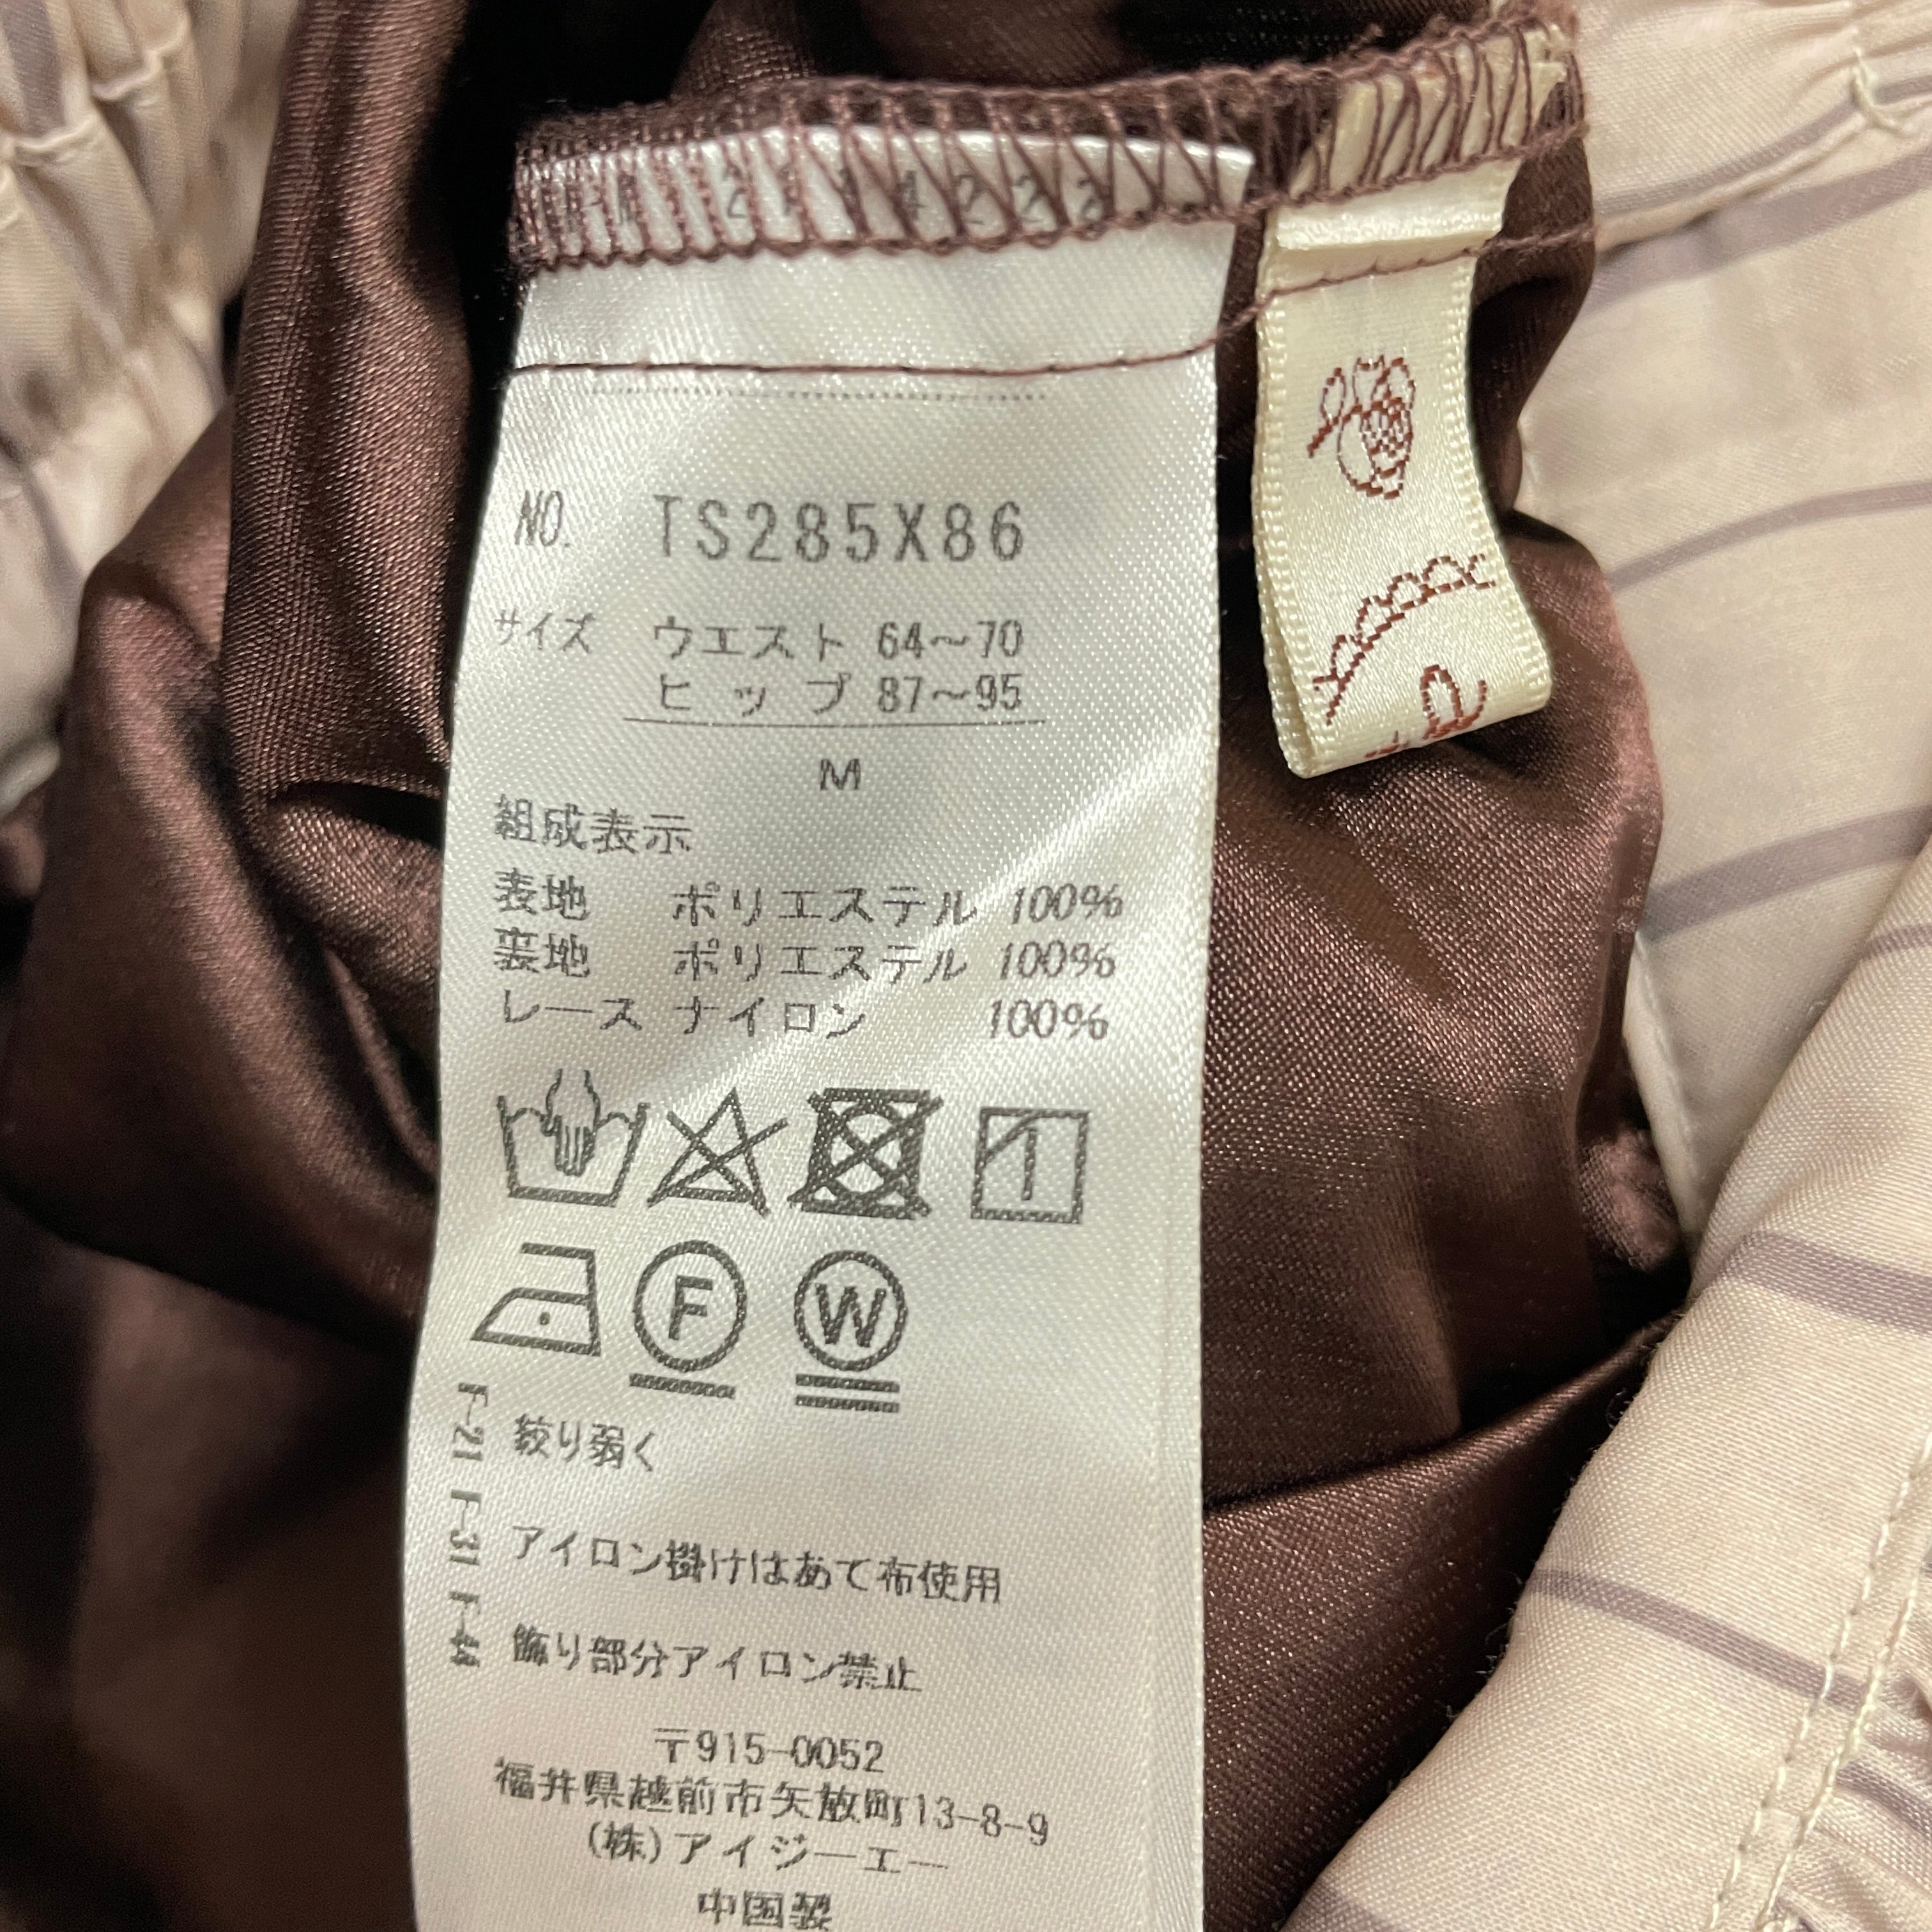 NO. TS285X86
サイズ ウエスト 64～70
ヒップ 87～95
M
組成表示
表地 ポリエステル 100%
裏地 ポリエステル 100%
レース ナイロン 100%
F W
F-21 F-31 F-44
絞り弱く
アイロン掛けはあて布使用
飾り部分アイロン禁止
〒915-0052
福井県越前市矢放町13-8-9
(株)アイジーエー
中国製